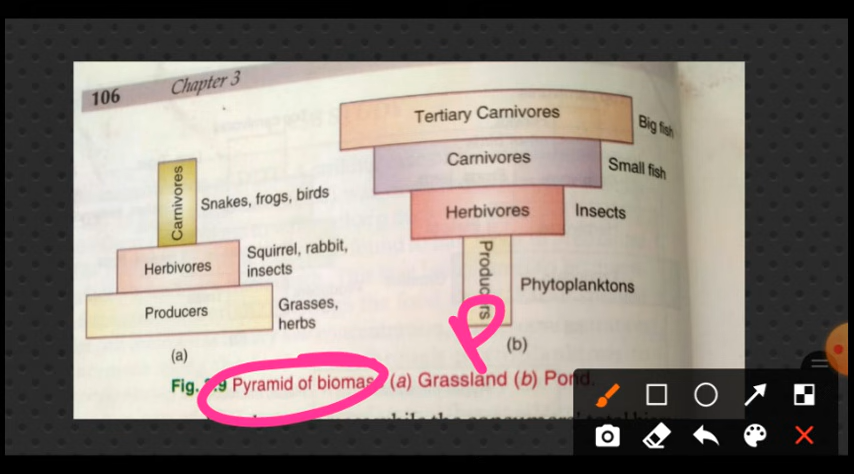 106 Chapter 3
Tertiary Carnivores Big fish
Carnivores Small fish
Herbivores Insects
Producers Phytoplanktons
(b)
Carnivores Snakes, frogs, birds
Herbivores Squirrel, rabbit,
insects
Producers Grasses,
herbs
(a)
Fig. Pyramid of biomass (a) Grassland (b) Pond.
P